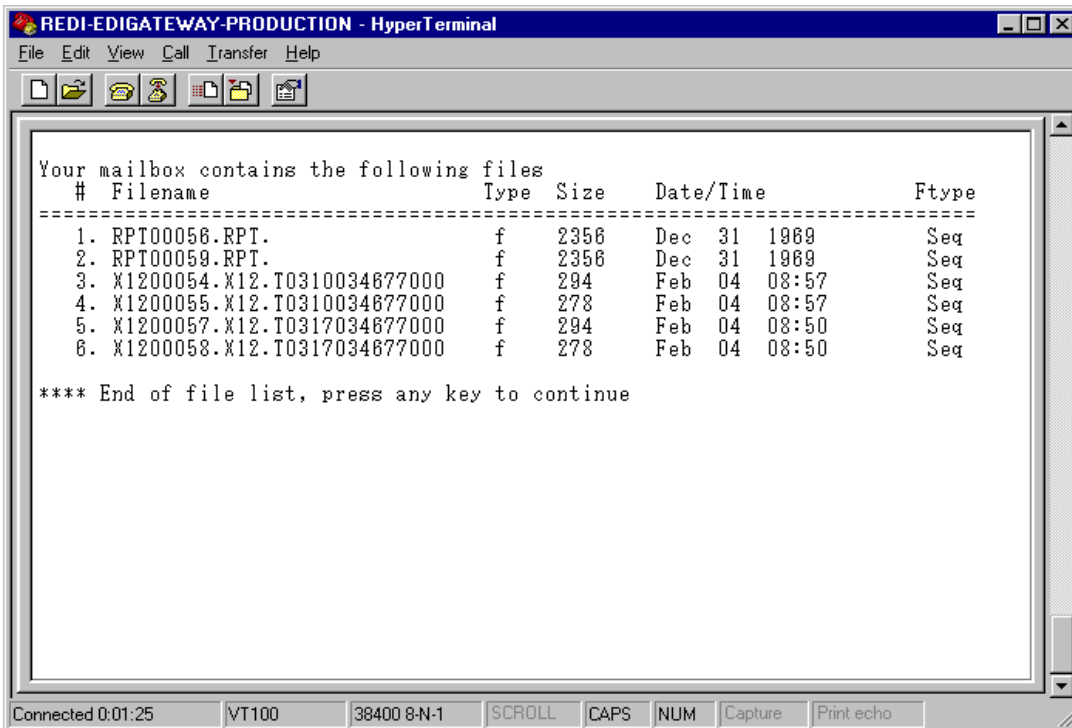 REDI-EDIGATEWAY-PRODUCTION - HyperTerminal
File Edit View Call Transfer Help
Your mailbox contains the following files
# Filename Type Size Date/Time Ftype
============================================================================
1. RPT00056.RPT. f 2356 Dec 31 1969 Seq
2. RPT00059.RPT. f 2356 Dec 31 1969 Seq
3. X1200054.X12.T0310034677000 f 294 Feb 04 08:57 Seq
4. X1200055.X12.T0310034677000 f 278 Feb 04 08:57 Seq
5. X1200057.X12.T0317034677000 f 294 Feb 04 08:50 Seq
6. X1200058.X12.T0317034677000 f 278 Feb 04 08:50 Seq
**** End of file list, press any key to continue
Connected 0:01:25 VT100 38400 8-N-1 SCROLL CAPS NUM Capture Print echo